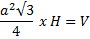 a²√3/4 x H = V